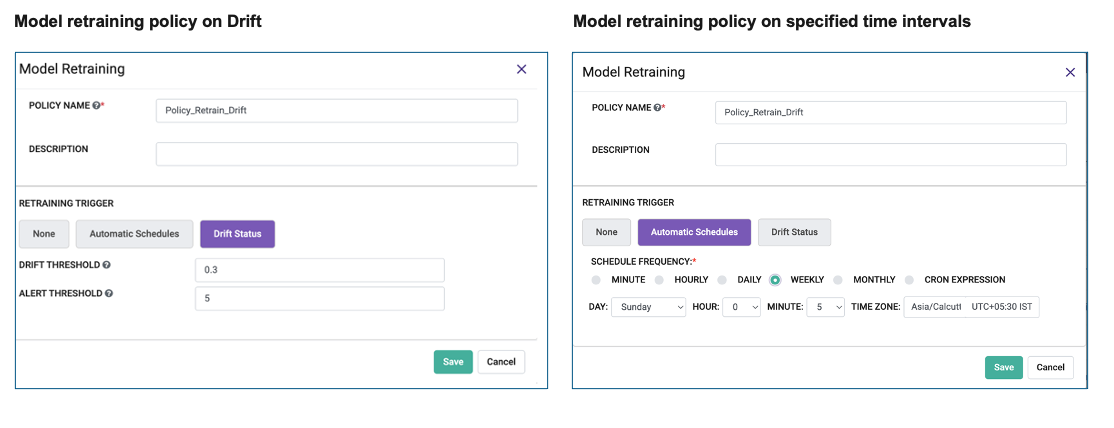 Model retraining policy on Drift
Model Retraining
POLICY NAME *
Policy_Retrain_Drift
DESCRIPTION
RETRAINING TRIGGER
None Automatic Schedules Drift Status
DRIFT THRESHOLD
0.3
ALERT THRESHOLD
5
Save Cancel
Model retraining policy on specified time intervals
Model Retraining
POLICY NAME *
Policy_Retrain_Drift
DESCRIPTION
RETRAINING TRIGGER
None Automatic Schedules Drift Status
SCHEDULE FREQUENCY:*
MINUTE HOURLY DAILY WEEKLY MONTHLY CRON EXPRESSION
DAY: Sunday HOUR: 0 MINUTE: 5 TIME ZONE: Asia/Calcutt UTC+05:30 IST
Save Cancel